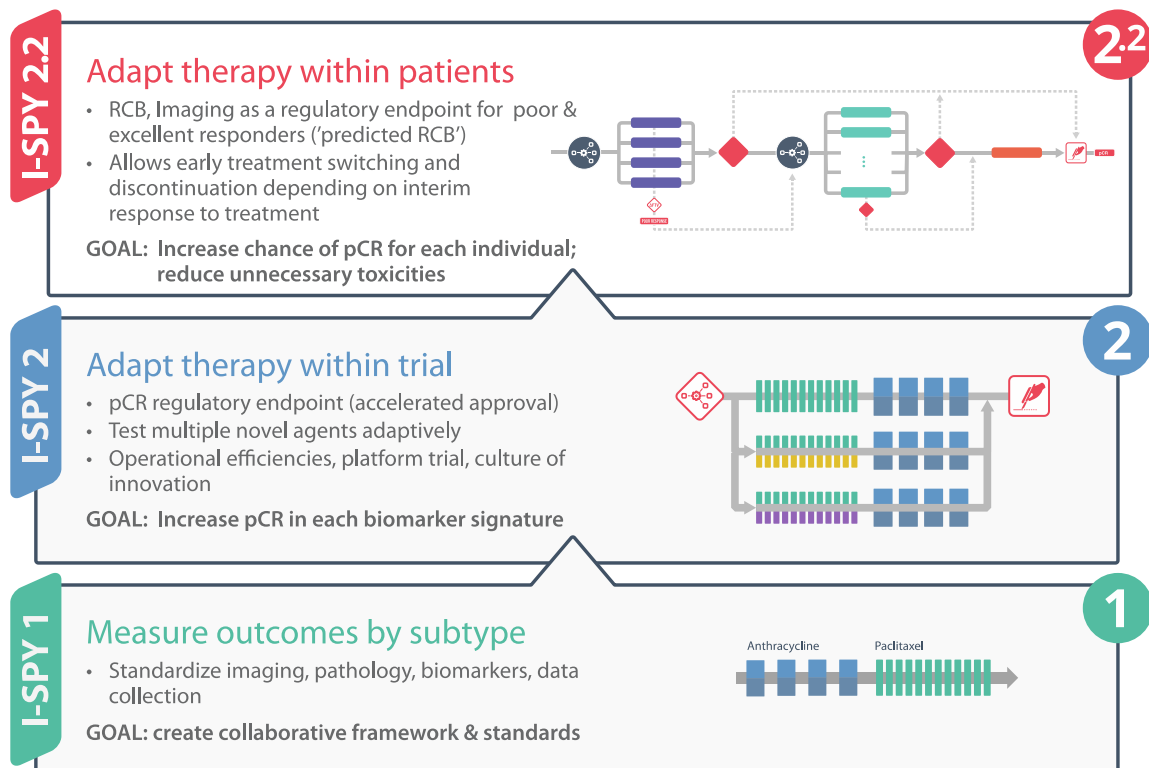 I-SPY 2.2
2.2
Adapt therapy within patients
• RCB, Imaging as a regulatory endpoint for poor &
excellent responders ('predicted RCB')
• Allows early treatment switching and
discontinuation depending on interim
response to treatment
GOAL: Increase chance of pCR for each individual;
reduce unnecessary toxicities
POOR RESPONSE
pCR
I-SPY 2
2
Adapt therapy within trial
• pCR regulatory endpoint (accelerated approval)
• Test multiple novel agents adaptively
• Operational efficiencies, platform trial, culture of
innovation
GOAL: Increase pCR in each biomarker signature
I-SPY 1
1
Measure outcomes by subtype
• Standardize imaging, pathology, biomarkers, data
collection
GOAL: create collaborative framework & standards
Anthracycline
Paclitaxel